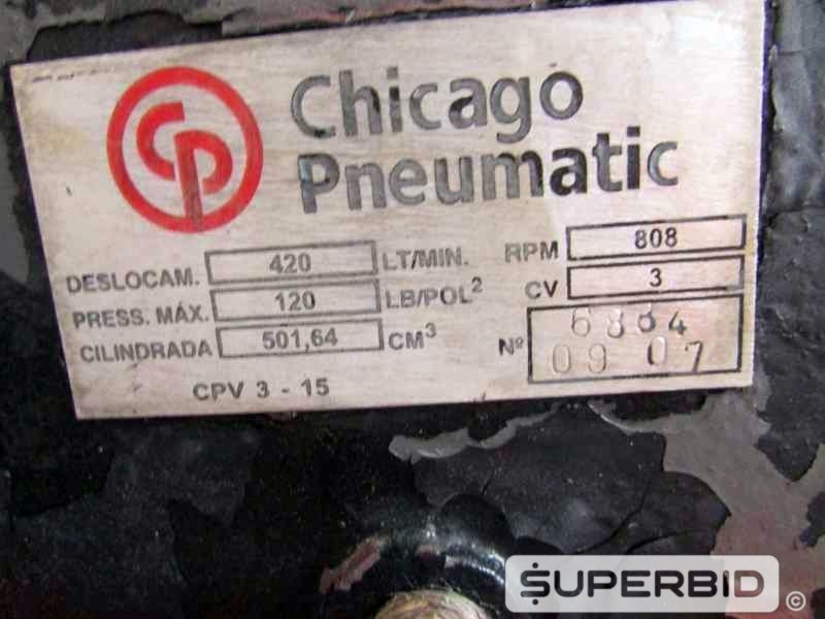 CP
Chicago
Pneumatic
DESLOCAM. 420 LT/MIN. RPM 808
PRESS. MÁX. 120 LB/POL² CV 3
CILINDRADA 501,64 CM³ Nº
09 07
CPV 3 - 15
SUPERBID ©